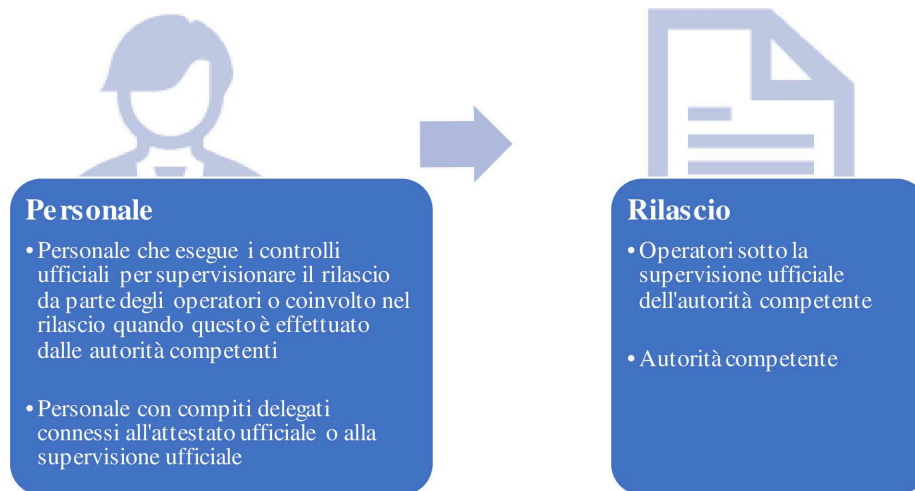 Personale
• Personale che esegue i controlli
ufficiali per supervisionare il rilascio
da parte degli operatori o coinvolto nel
rilascio quando questo è effettuato
dalle autorità competenti
• Personale con compiti delegati
connessi all'attestato ufficiale o alla
supervisione ufficiale
Rilascio
• Operatori sotto la
supervisione ufficiale
dell'autorità competente
• Autorità competente